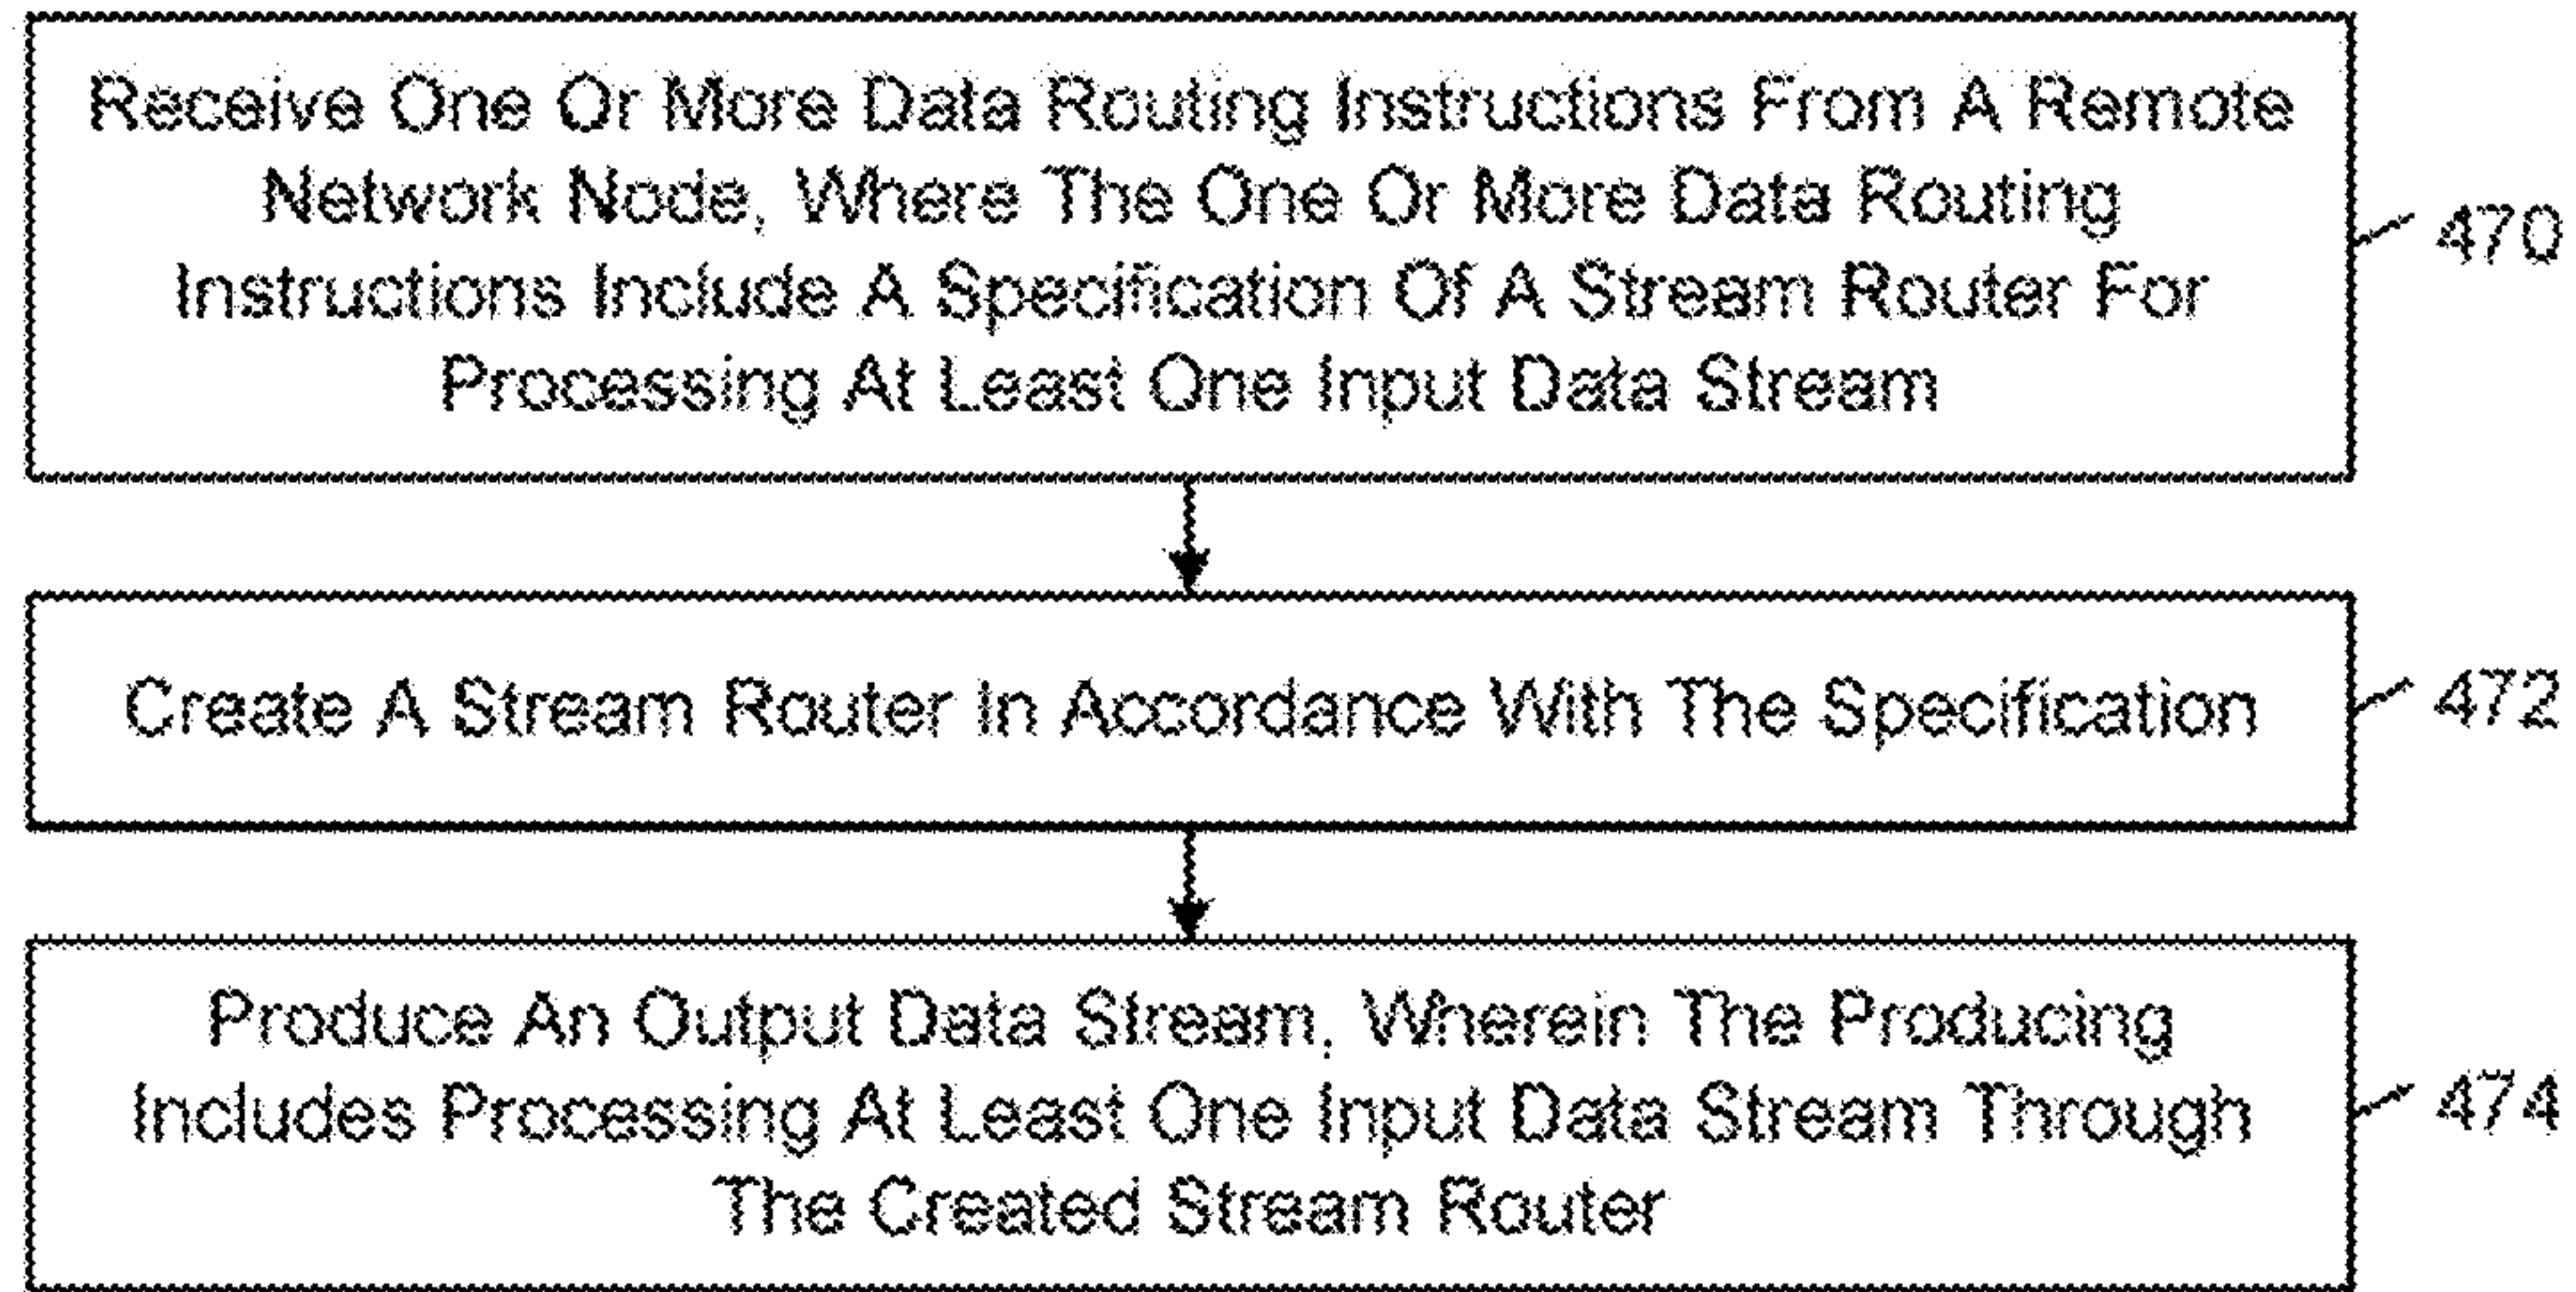 Receive One Or More Data Routing Instructions From A Remote
Network Node, Where The One Or More Data Routing
Instructions Include A Specification Of A Stream Router For
Processing At Least One Input Data Stream
470
Create A Stream Router In Accordance With The Specification
472
Produce An Output Data Stream, Wherein The Producing
Includes Processing At Least One Input Data Stream Through
The Created Stream Router
474